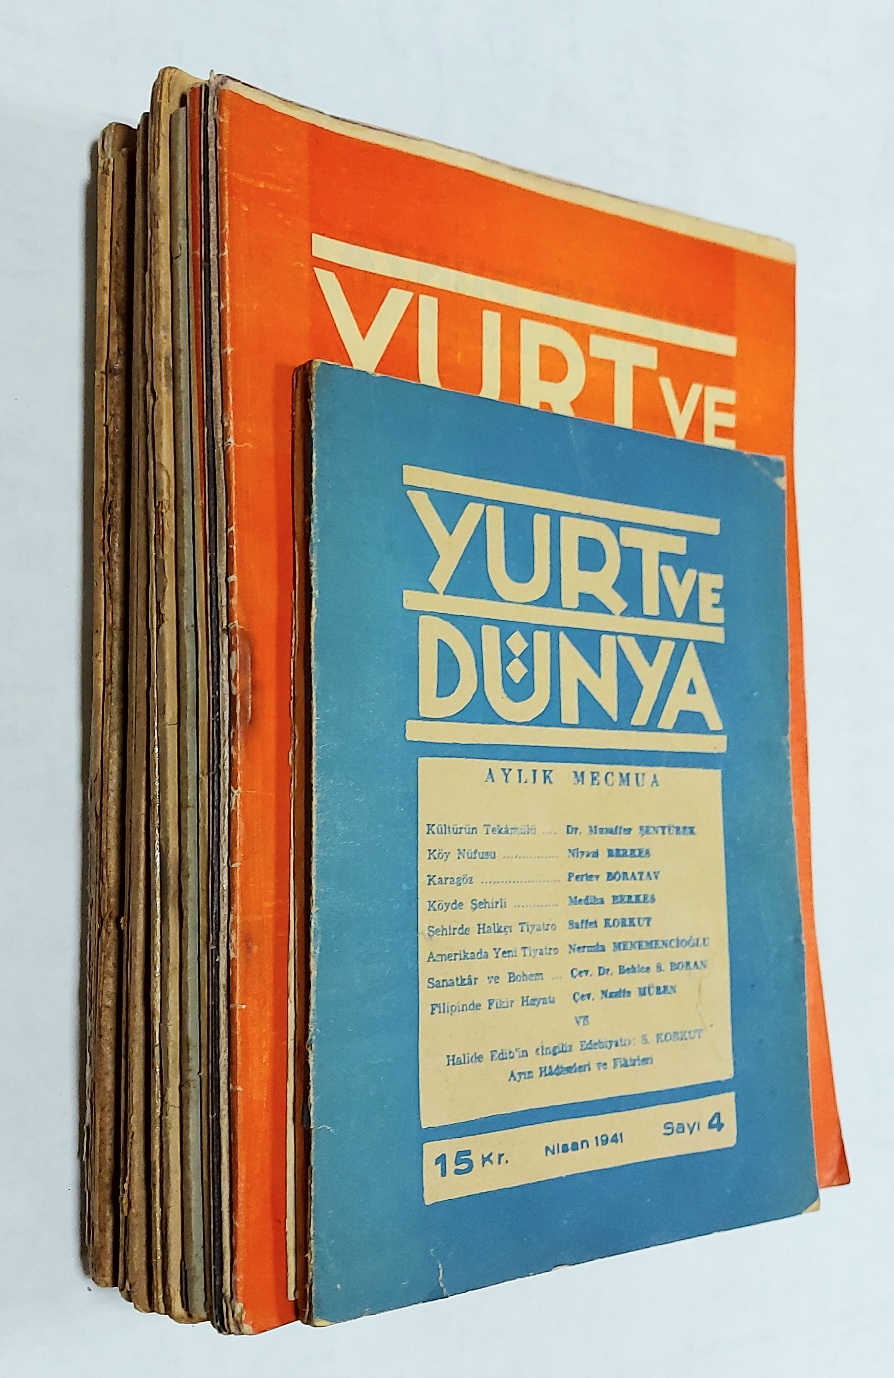 YURT VE
YURT VE
DÜNYA
AYLIK MECMUA
Kültürün Tekâmülü .... Dr. Muzaffer ŞENYÜREK
Köy Nüfusu .............. Niyazi BERKES
Karagöz ..................... Pertev BORATAV
Köyde Şehirli ............ Mediha BERKES
Şehirde Halkçı Tiyatro Saffet KORKUT
Amerikada Yeni Tiyatro Nermin MENEMENCİOĞLU
Sanatkâr ve Bohem ... Çev. Dr. Behice S. BORAN
Filipinde Fikir Hayatı Çev. Nazife MÜREN
VE
Halide Edib'in «İngiliz Edebiyatı»: S. KORKUT
Ayın Hâdiseleri ve Fikirleri
15 Kr. Nisan 1941 Sayı 4